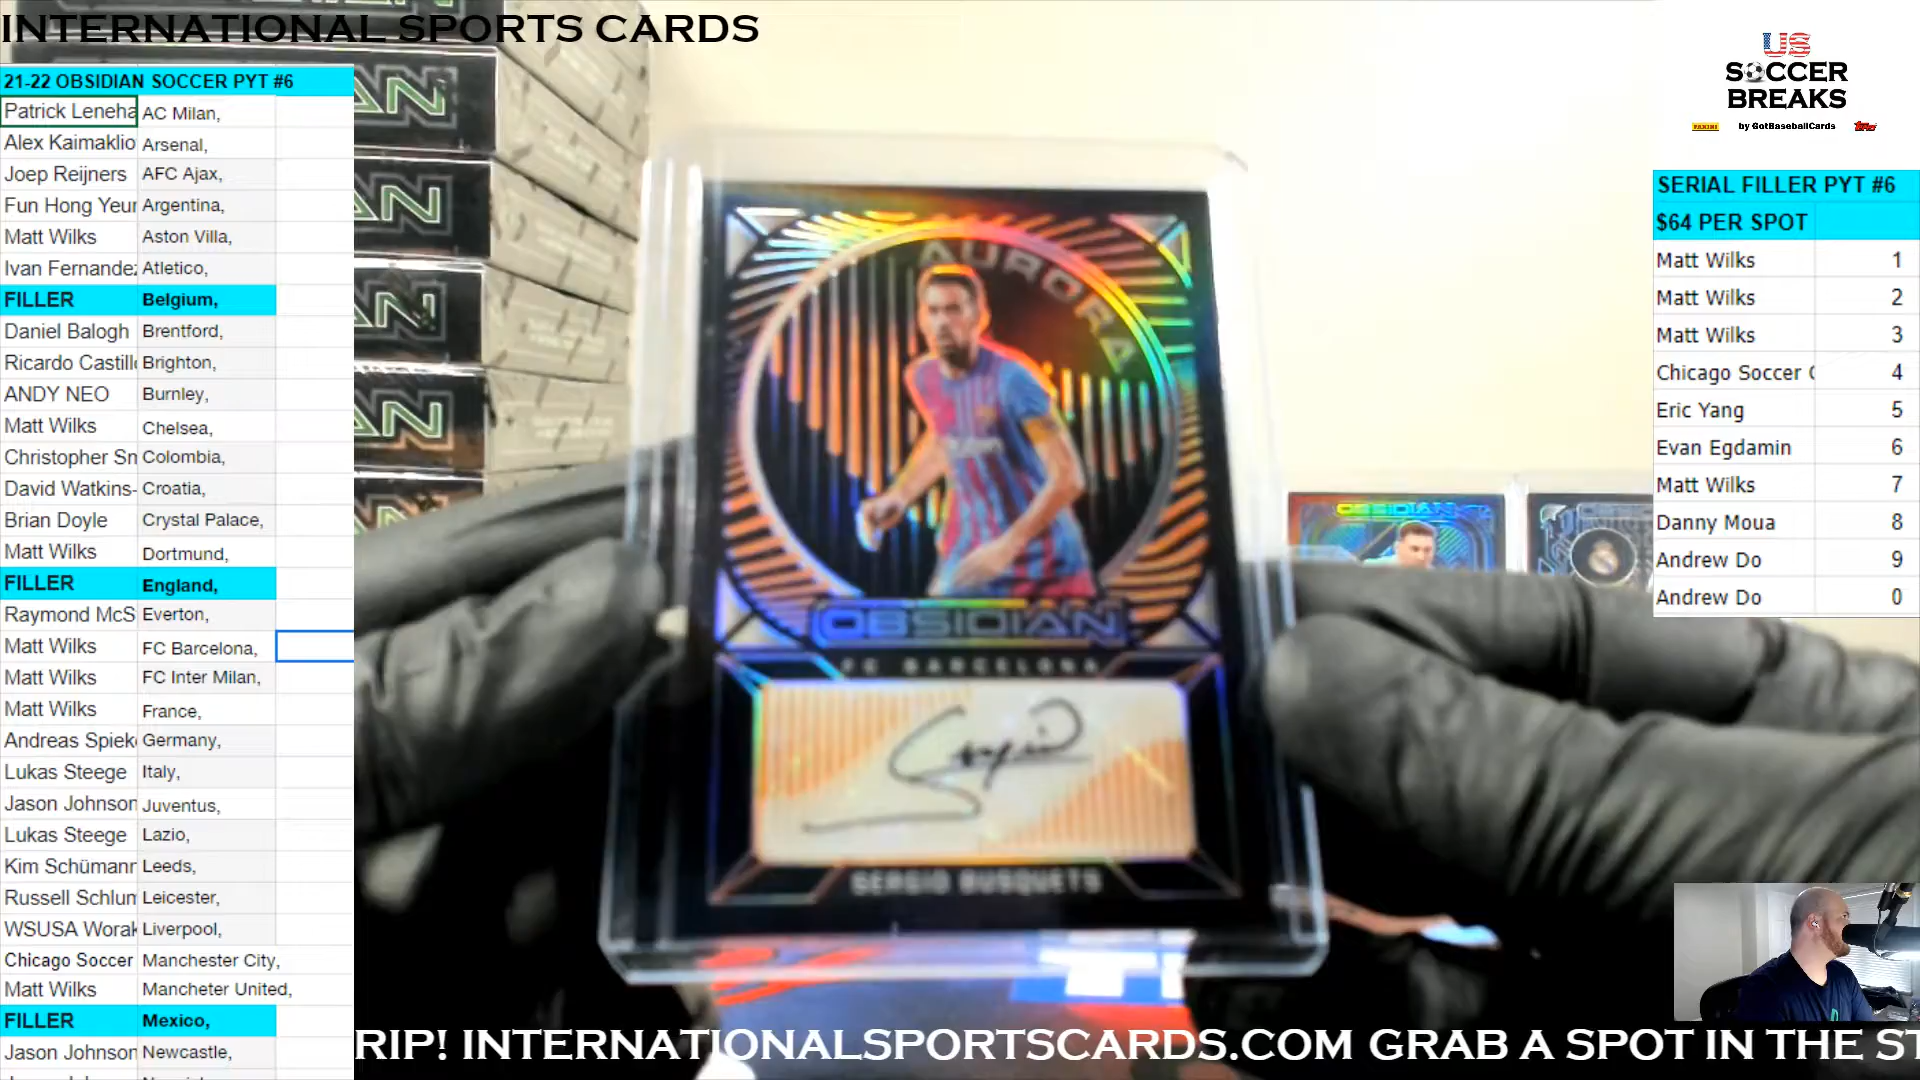 INTERNATIONAL SPORTS CARDS
21-22 OBSIDIAN SOCCER PYT #6
Patrick Leneha AC Milan,
Alex Kaimaklio Arsenal,
Joep Reijners AFC Ajax,
Fun Hong Yeur Argentina,
Matt Wilks Aston Villa,
Ivan Fernandez Atletico,
FILLER Belgium,
Daniel Balogh Brentford,
Ricardo Castill Brighton,
ANDY NEO Burnley,
Matt Wilks Chelsea,
Christopher Sn Colombia,
David Watkins- Croatia,
Brian Doyle Crystal Palace,
Matt Wilks Dortmund,
FILLER England,
Raymond McS Everton,
Matt Wilks FC Barcelona,
Matt Wilks FC Inter Milan,
Matt Wilks France,
Andreas Spiek Germany,
Lukas Steege Italy,
Jason Johnson Juventus,
Lukas Steege Lazio,
Kim Schümann Leeds,
Russell Schlum Leicester,
WSUSA Worak Liverpool,
Chicago Soccer Manchester City,
Matt Wilks Mancheter United,
FILLER Mexico,
Jason Johnson Newcastle,
AURORA
OBSIDIAN
FC BARCELONA
Sergio
SERGIO BUSQUETS
OBSIDIAN
US
SOCCER
BREAKS
PANINI by GotBaseballCards Topps
SERIAL FILLER PYT #6
$64 PER SPOT
Matt Wilks 1
Matt Wilks 2
Matt Wilks 3
Chicago Soccer 4
Eric Yang 5
Evan Egdamin 6
Matt Wilks 7
Danny Moua 8
Andrew Do 9
Andrew Do 0
RIP! INTERNATIONALSPORTSCARDS.COM GRAB A SPOT IN THE ST